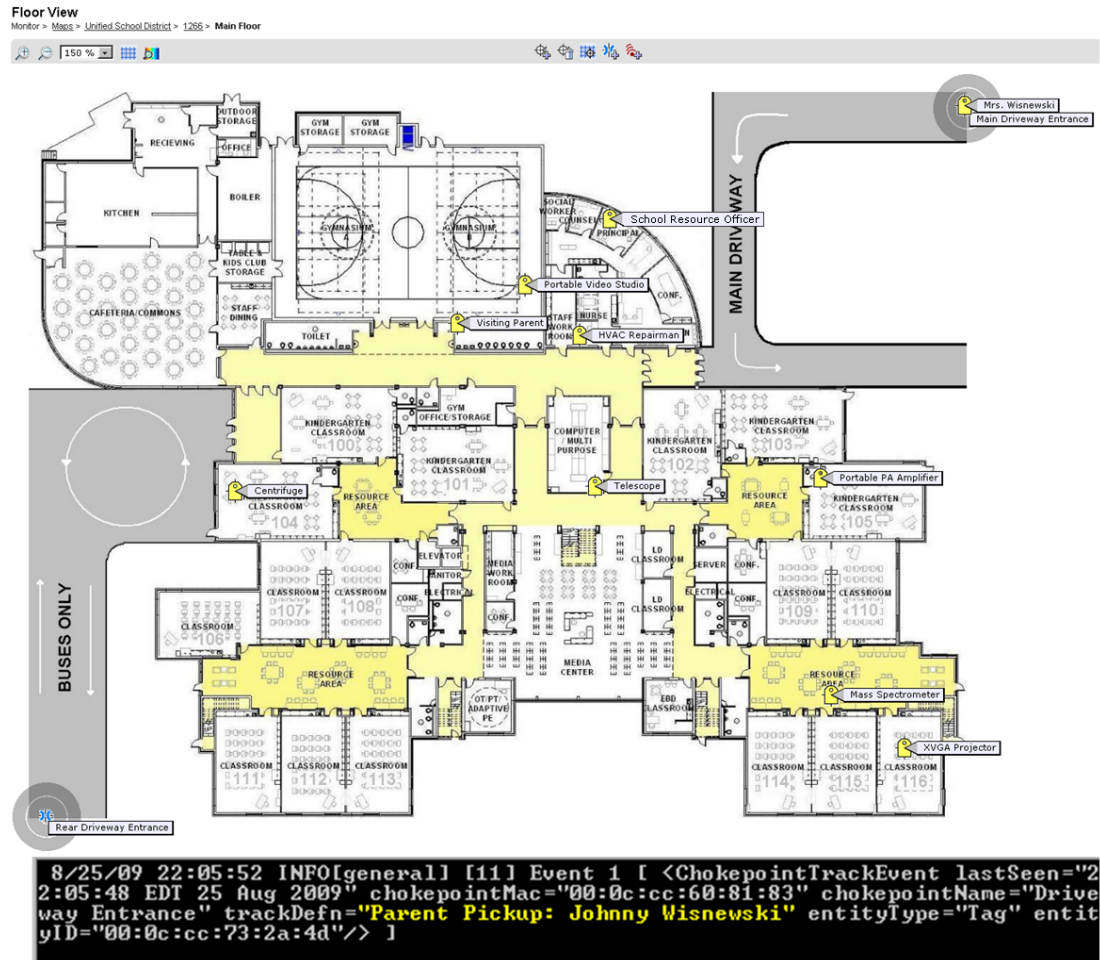 Floor View
Monitor > Maps > Unified School District > 1266 > Main Floor
150 %
Mrs. Wisnewski
Main Driveway Entrance
OUTDOOR
STORAGE
GYM
STORAGE
GYM
STORAGE
RECIEVING
OFFICE
KITCHEN
BOILER
SOCIAL
WORKER
School Resource Officer
PRINCIPAL
GYMNASIUM
A
GYMNASIUM
B
MAIN DRIVEWAY
TABLE &
KIDS CLUB
STORAGE
Portable Video Studio
CONF.
CAFETERIA/COMMONS
STAFF
DINING
Visiting Parent
STAFF
WORK
ROOM
NURSE
HVAC Repairman
TOILET
GYM
OFFICE/STORAGE
KINDERGARTEN
CLASSROOM
100
COMPUTER
/ MULTI
PURPOSE
KINDERGARTEN
CLASSROOM
102
KINDERGARTEN
CLASSROOM
103
KINDERGARTEN
CLASSROOM
101
Centrifuge
CLASSROOM
104
RESOURCE
AREA
Telescope
RESOURCE
AREA
Portable PA Amplifier
KINDERGARTEN
CLASSROOM
105
ELEVATOR
CONF.
JANITOR
ELECTRICAL
CONF.
MEDIA
WORK
ROOM
CONF.
LD
CLASSROOM
LD
CLASSROOM
SERVER
CONF.
ELECTRICAL
CONF.
CLASSROOM
107
CLASSROOM
108
CLASSROOM
109
CLASSROOM
110
CLASSROOM
106
BUSES ONLY
MEDIA
CENTER
RESOURCE
AREA
RESOURCE
AREA
Mass Spectrometer
OT/PT/
ADAPTIVE
PE
EBD
CLASSROOM
XVGA Projector
CLASSROOM
111
CLASSROOM
112
CLASSROOM
113
CLASSROOM
114
CLASSROOM
115
CLASSROOM
116
Rear Driveway Entrance
8/25/09 22:05:52 INFO[general] [11] Event 1 [ <ChokepointTrackEvent lastSeen="2
2:05:48 EDT 25 Aug 2009" chokepointMac="00:0c:cc:60:81:83" chokepointName="Drive
way Entrance" trackDefn="Parent Pickup: Johnny Wisnewski" entityType="Tag" entit
yID="00:0c:cc:73:2a:4d"/> ]